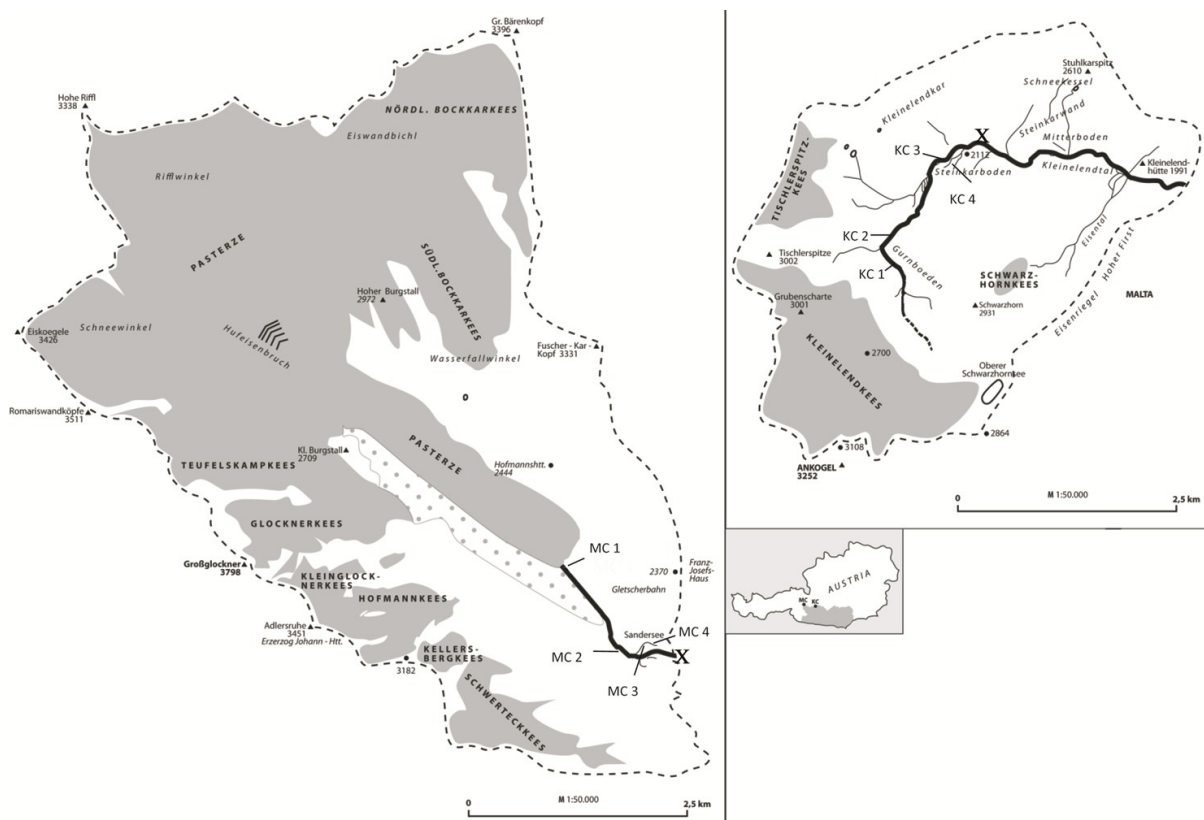 Gr. Bärenkopf
3396
Hohe Riffl
3338
NÖRDL. BOCKKARKEES
Eiswandbichl
Rifflwinkel
PASTERZE
SÜDL.BOCKKARKEES
Hoher Burgstall
2972
Eiskoegele
3426
Schneewinkel
Hufeisenbruch
Wasserfallwinkel
Fuscher - Kar -
Kopf 3331
Romariswandköpfe
3511
Kl. Burgstall
2709
PASTERZE
Hofmannshtt.
2444
TEUFELSKAMPKEES
GLOCKNERKEES
Großglockner
3798
MC 1
KLEINGLOCK-
NERKEES
HOFMANNKEES
2370
Franz-
Josefs-
Haus
Gletscherbahn
Adlersruhe
3451
Erzerzog Johann - Htt.
Sandersee
MC 4
KELLERS-
BERGKEES
3182
MC 2
X
MC 3
SCHWERTECKKEES
0
M 1:50.000
2,5 km
Stuhlkarspitz
2610
Schneekessel
Kleinelendkar
Steinkarwand
X
Mitterboden
KC 3
2112
Steinkarboden
Kleinelendtal
Kleinelend-
hütte 1991
TISCHLERSPITZ-
KEES
KC 4
KC 2
Gurnboeden
Eisental
Tischlerspitze
3002
KC 1
SCHWARZ-
HORNKEES
Hoher First
Eisenriegel
MALTA
Grubenscharte
3001
Schwarzhorn
2931
KLEINELENDKEES
2700
Oberer
Schwarzhornsee
2864
3108
ANKOGEL
3252
0
M 1:50.000
2,5 km
AUSTRIA
MC
KC